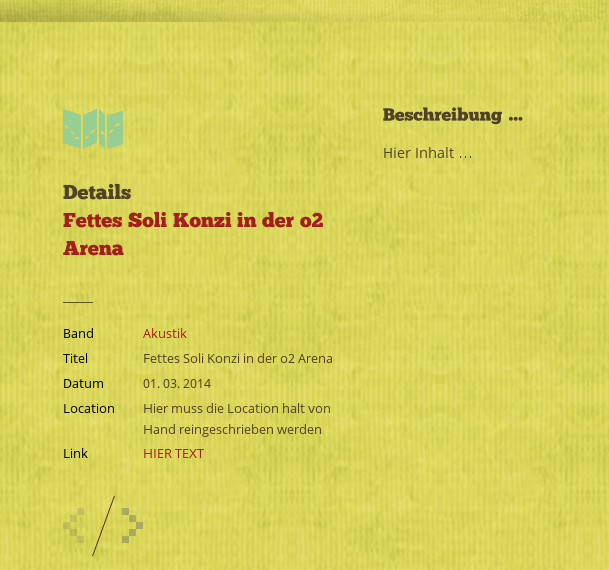 Details
Fettes Soli Konzi in der o2
Arena
Band Akustik
Titel Fettes Soli Konzi in der o2 Arena
Datum 01. 03. 2014
Location Hier muss die Location halt von
Hand reingeschrieben werden
Link HIER TEXT
Beschreibung ...
Hier Inhalt ...